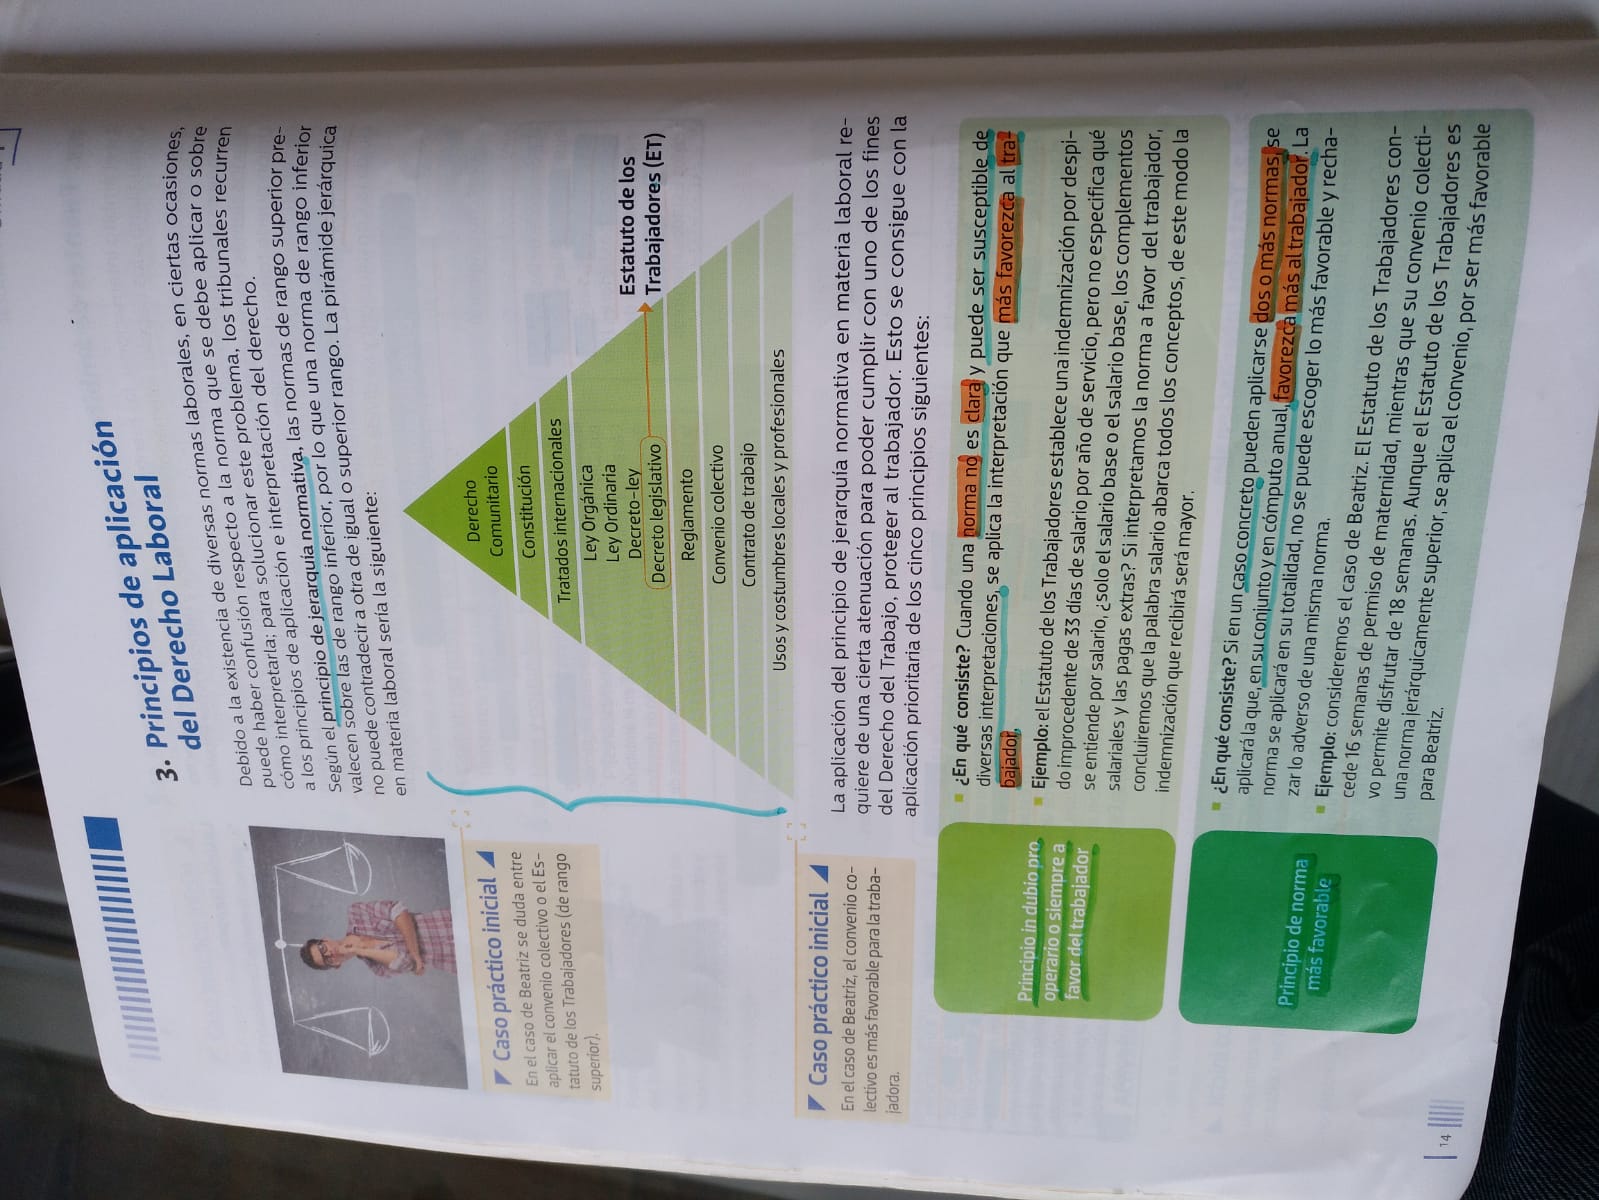 3. Principios de aplicación
del Derecho Laboral
Debido a la existencia de diversas normas laborales, en ciertas ocasiones,
puede haber confusión respecto a la norma que se debe aplicar o sobre
cómo interpretarla; para solucionar este problema, los tribunales recurren
a los principios de aplicación e interpretación del derecho.
Según el principio de jerarquía normativa, las normas de rango superior pre-
valecen sobre las de rango inferior, por lo que una norma de rango inferior
no puede contradecir a otra de igual o superior rango. La pirámide jerárquica
en materia laboral sería la siguiente:
Caso práctico inicial
En el caso de Beatriz se duda entre
aplicar el convenio colectivo o el Es-
tatuto de los Trabajadores (de rango
superior).
Derecho
Comunitario
Constitución
Tratados internacionales
Ley Orgánica
Ley Ordinaria
Decreto-ley
Decreto legislativo
Estatuto de los
Trabajadores (ET)
Reglamento
Convenio colectivo
Contrato de trabajo
Usos y costumbres locales y profesionales
Caso práctico inicial
En el caso de Beatriz, el convenio co-
lectivo es más favorable para la traba-
jadora.
La aplicación del principio de jerarquía normativa en materia laboral re-
quiere de una cierta atenuación para poder cumplir con uno de los fines
del Derecho del Trabajo, proteger al trabajador. Esto se consigue con la
aplicación prioritaria de los cinco principios siguientes:
Principio in dubio pro
operario o siempre a
favor del trabajador
¿En qué consiste? Cuando una norma no es clara y puede ser susceptible de
diversas interpretaciones, se aplica la interpretación que más favorezca al tra-
bajador.
Ejemplo: el Estatuto de los Trabajadores establece una indemnización por despi-
do improcedente de 33 días de salario por año de servicio, pero no especifica qué
se entiende por salario, ¿solo el salario base o el salario base, los complementos
salariales y las pagas extras? Si interpretamos la norma a favor del trabajador,
concluiremos que la palabra salario abarca todos los conceptos, de este modo la
indemnización que recibirá será mayor.
Principio de norma
más favorable
¿En qué consiste? Si en un caso concreto pueden aplicarse dos o más normas, se
aplicará la que, en su conjunto y en cómputo anual, favorezca más al trabajador. La
norma se aplicará en su totalidad, no se puede escoger lo más favorable y recha-
zar lo adverso de una misma norma.
Ejemplo: consideremos el caso de Beatriz. El Estatuto de los Trabajadores con-
cede 16 semanas de permiso de maternidad, mientras que su convenio colecti-
vo permite disfrutar de 18 semanas. Aunque el Estatuto de los Trabajadores es
una norma jerárquicamente superior, se aplica el convenio, por ser más favorable
para Beatriz.
14